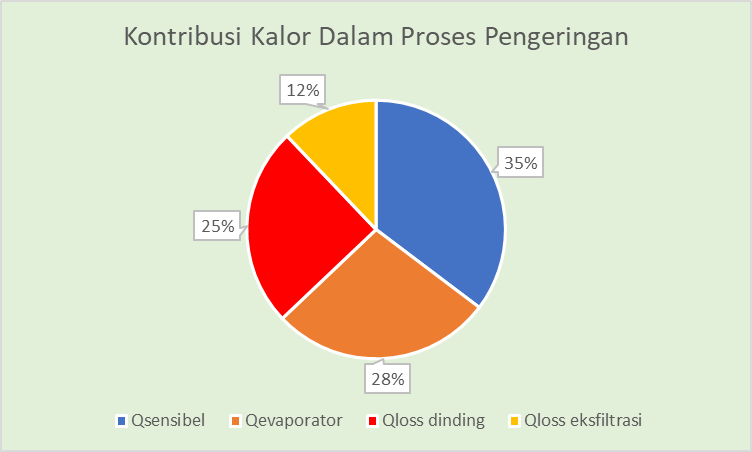 Kontribusi Kalor Dalam Proses Pengeringan
12%
35%
25%
28%
Qsensibel Qevaporator Qloss dinding Qloss eksfiltrasi